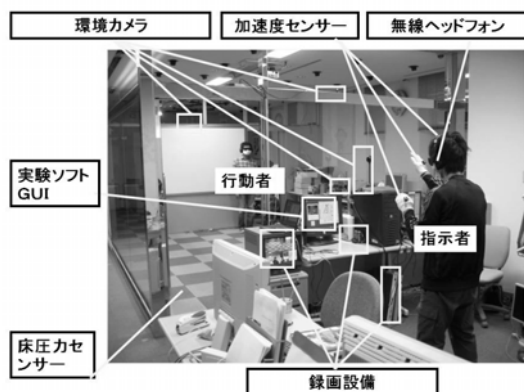 環境カメラ
加速度センサー
無線ヘッドフォン
実験ソフト
GUI
行動者
指示者
床圧力セ
ンサー
録画設備